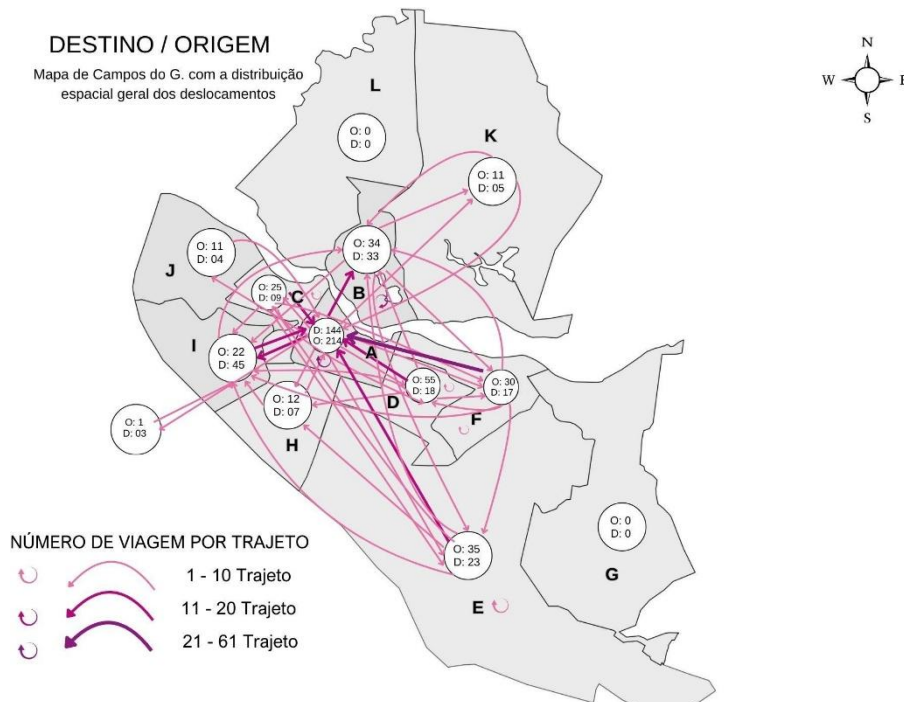 DESTINO / ORIGEM
Mapa de Campos do G. com a distribuição
espacial geral dos deslocamentos
N
W
E
S
L
O: 0
D: 0
K
O: 11
D: 05
O: 34
D: 33
B
O: 11
D: 04
J
O: 25
D: 09
C
D: 144
O: 214
A
I
O: 22
D: 45
O: 55
D: 18
D
O: 30
D: 17
F
O: 12
D: 07
H
O: 1
D: 03
O: 0
D: 0
G
O: 35
D: 23
E
NÚMERO DE VIAGEM POR TRAJETO
1 - 10 Trajeto
11 - 20 Trajeto
21 - 61 Trajeto